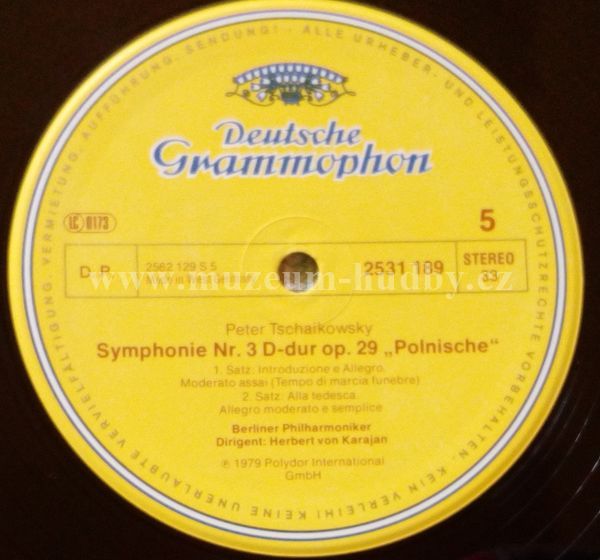 VERMIETUNG, AUFFÜHRUNG, SENDUNG! · ALLE URHEBER- UND LEISTUNGSSCHUTZRECHTE VORBEHALTEN. KEIN VERLEIH! KEINE UNERLAUBTE VERVIELFÄLTIGUNG,
Deutsche
Grammophon
LC 0173
5
2562 129 S 5
2531 189
STEREO
33
www.muzeum-hudby.cz
Peter Tschaikowsky
Symphonie Nr. 3 D-dur op. 29 „Polnische“
1. Satz: Introduzione e Allegro.
Moderato assai (Tempo di marcia funebre)
2. Satz: Alla tedesca.
Allegro moderato e semplice
Berliner Philharmoniker
Dirigent: Herbert von Karajan
℗ 1979 Polydor International
GmbH